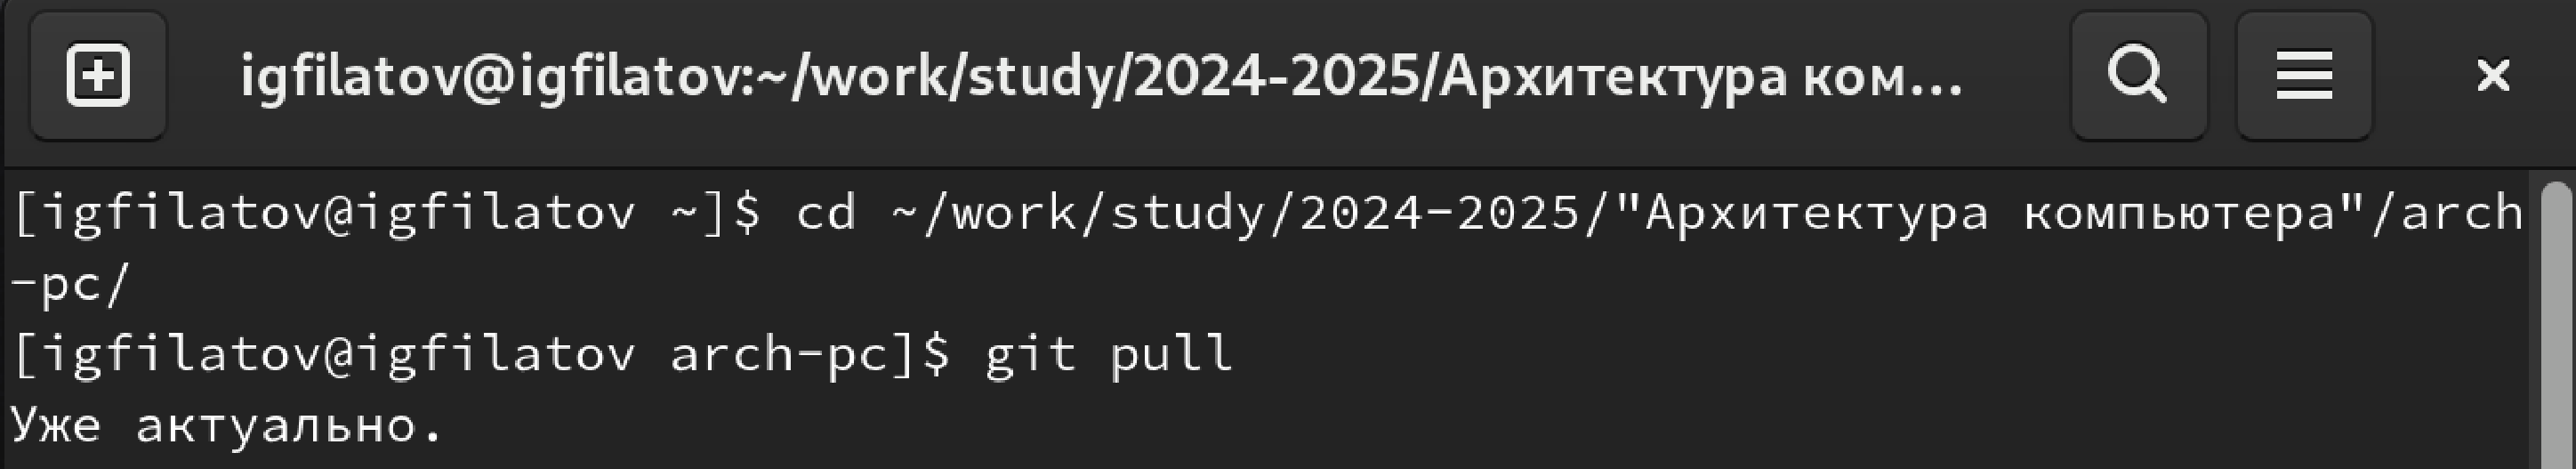 igfilatov@igfilatov:~/work/study/2024-2025/Архитектура ком...
[igfilatov@igfilatov ~]$ cd ~/work/study/2024-2025/"Архитектура компьютера"/arch
-pc/
[igfilatov@igfilatov arch-pc]$ git pull
Уже актуально.